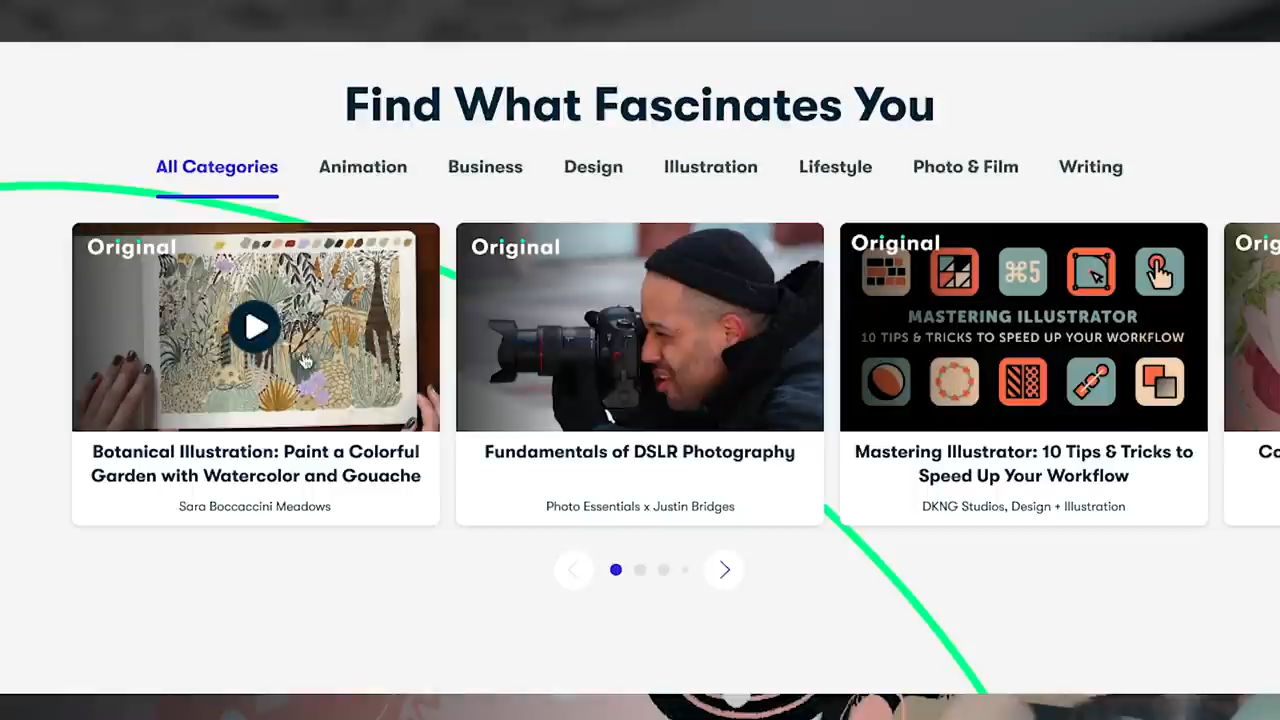 Find What Fascinates You
All Categories Animation Business Design Illustration Lifestyle Photo & Film Writing
Original
Original
Original
⌘5
MASTERING ILLUSTRATOR
10 TIPS & TRICKS TO SPEED UP YOUR WORKFLOW
Botanical Illustration: Paint a Colorful
Garden with Watercolor and Gouache
Sara Boccaccini Meadows
Fundamentals of DSLR Photography
Photo Essentials x Justin Bridges
Mastering Illustrator: 10 Tips & Tricks to
Speed Up Your Workflow
DKNG Studios, Design + Illustration